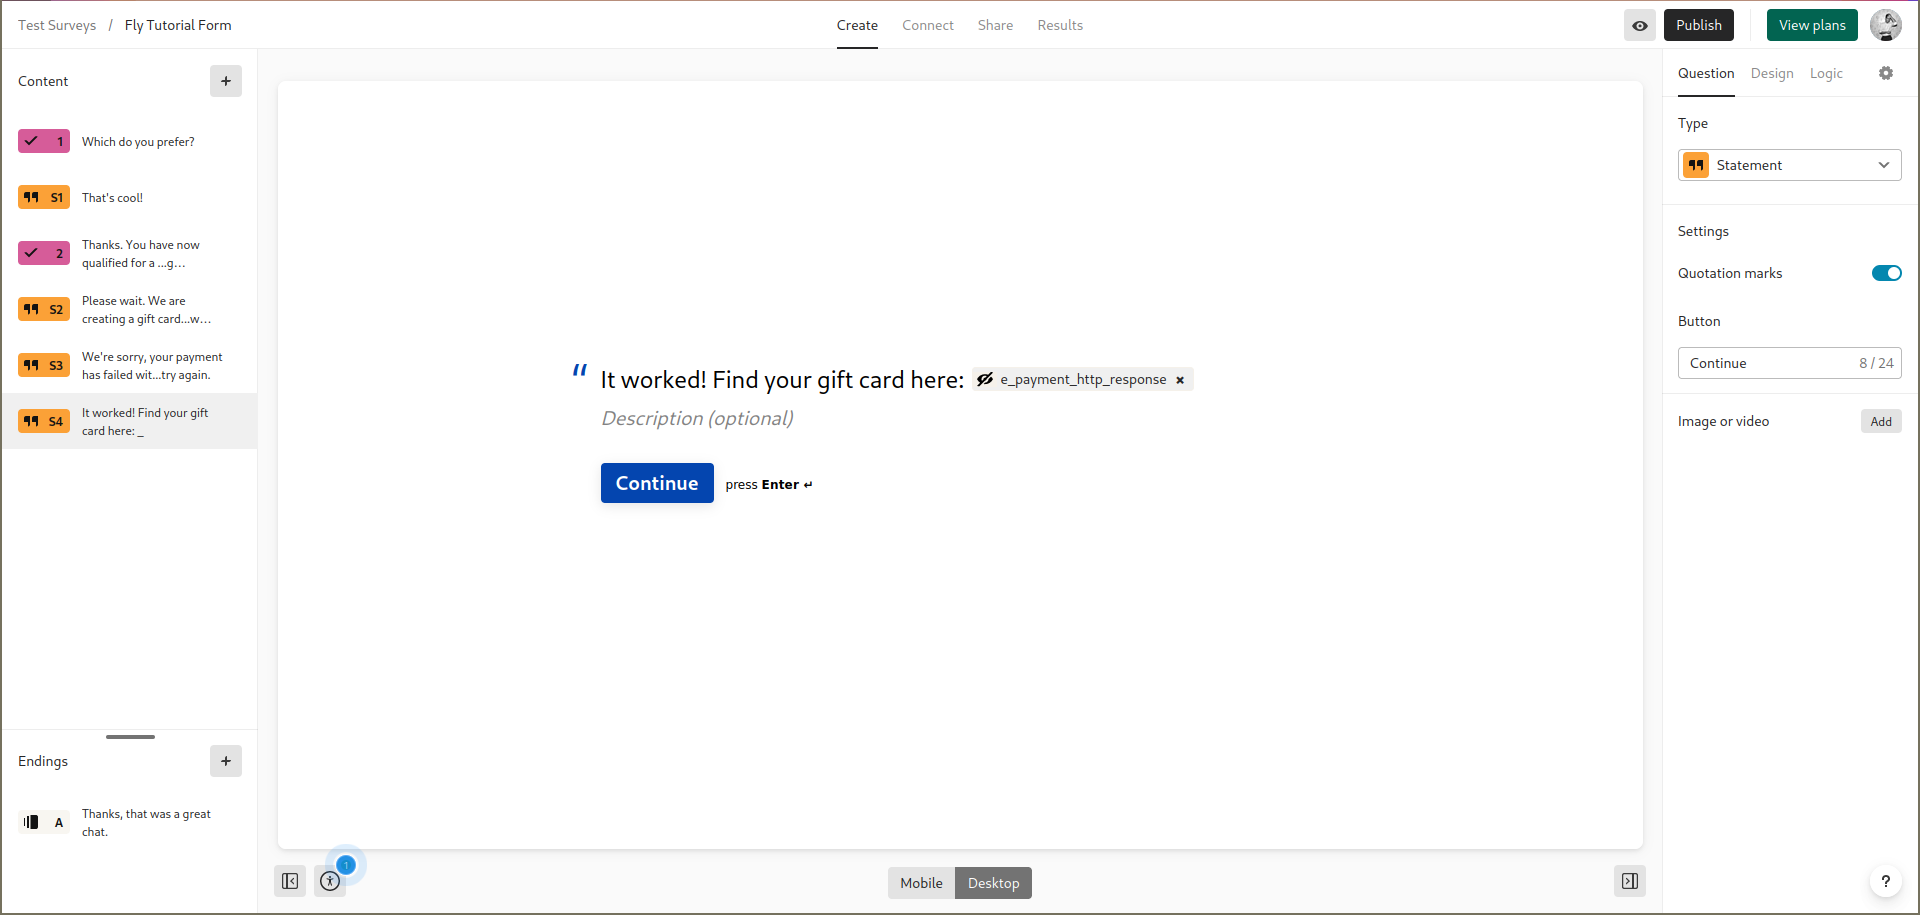 Test Surveys / Fly Tutorial Form
Create Connect Share Results
Publish View plans
Content +
1 Which do you prefer?
S1 That's cool!
2 Thanks. You have now
qualified for a ...g...
S2 Please wait. We are
creating a gift card...w...
S3 We're sorry, your payment
has failed wit...try again.
S4 It worked! Find your gift
card here: _
Endings +
A Thanks, that was a great
chat.
“ It worked! Find your gift card here: e_payment_http_response ×
Description (optional)
Continue press Enter ↵
1
Mobile Desktop
Question Design Logic
Type
Statement
Settings
Quotation marks
Button
Continue 8 / 24
Image or video Add
?